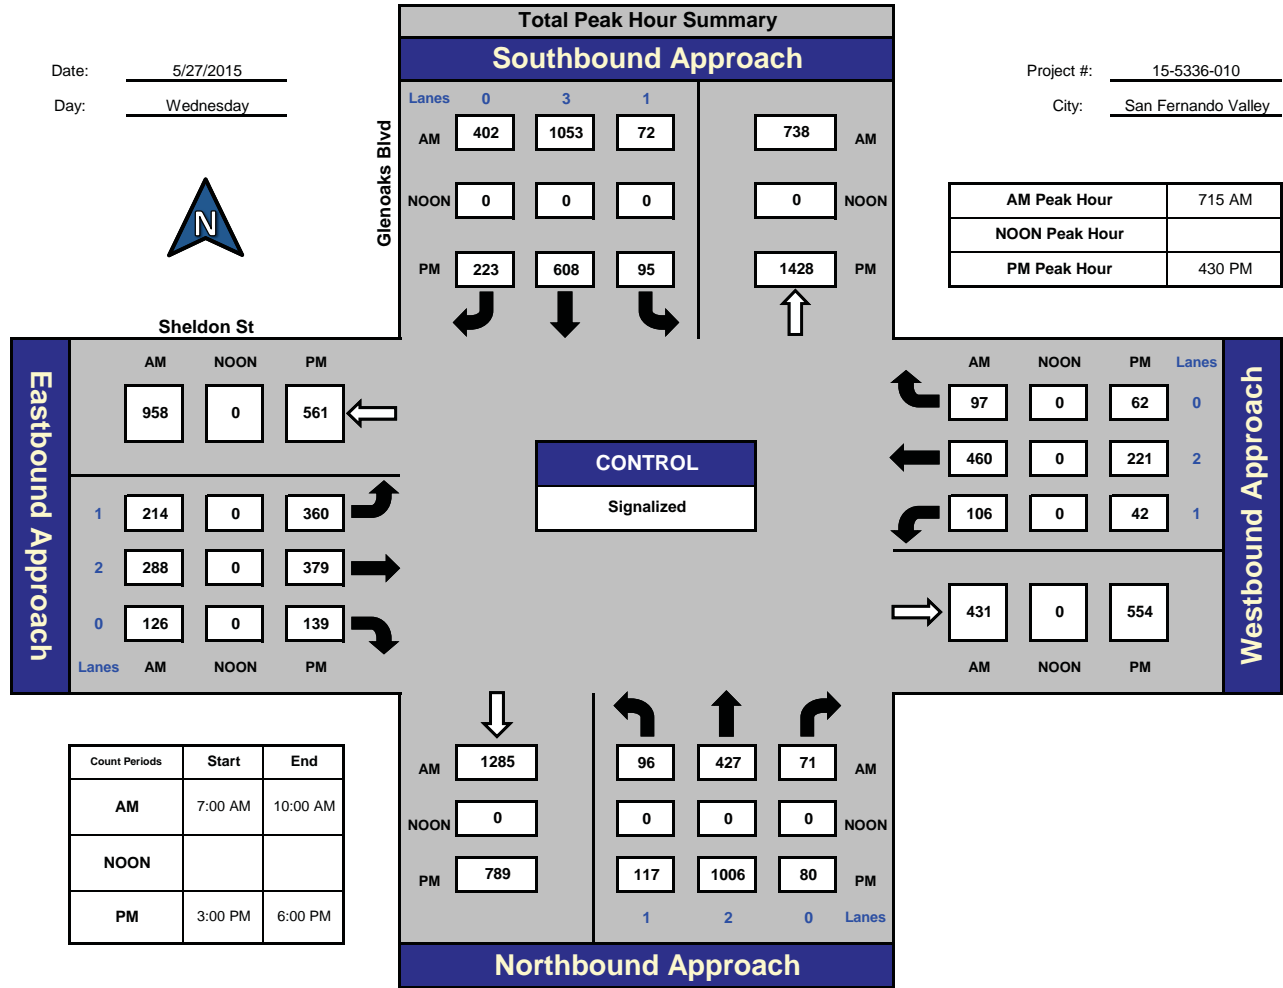 Total Peak Hour Summary
Southbound Approach
Date: 5/27/2015
Day: Wednesday
Project #: 15-5336-010
City: San Fernando Valley
N
Glenoaks Blvd
Lanes 0 3 1
AM 402 1053 72 738 AM
NOON 0 0 0 0 NOON
PM 223 608 95 1428 PM
AM Peak Hour 715 AM
NOON Peak Hour
PM Peak Hour 430 PM
Sheldon St
Eastbound Approach
AM NOON PM
958 0 561
1 214 0 360
2 288 0 379
0 126 0 139
Lanes AM NOON PM
CONTROL
Signalized
AM NOON PM Lanes
97 0 62 0
460 0 221 2
106 0 42 1
431 0 554
AM NOON PM
Westbound Approach
Count Periods Start End
AM 7:00 AM 10:00 AM
NOON
PM 3:00 PM 6:00 PM
AM 1285 96 427 71 AM
NOON 0 0 0 0 NOON
PM 789 117 1006 80 PM
1 2 0 Lanes
Northbound Approach